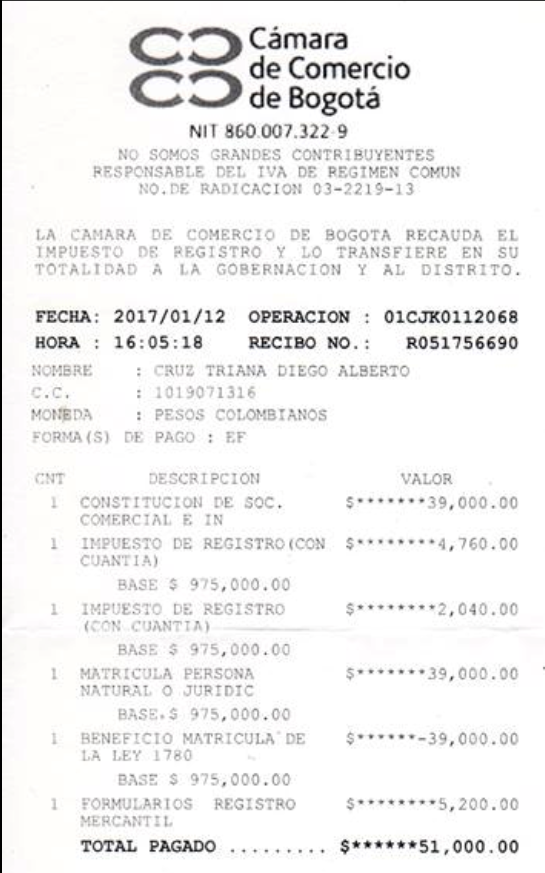 Cámara
de Comercio
de Bogotá
NIT 860.007.322-9
NO SOMOS GRANDES CONTRIBUYENTES
RESPONSABLE DEL IVA DE REGIMEN COMUN
NO.DE RADICACION 03-2219-13
LA CAMARA DE COMERCIO DE BOGOTA RECAUDA EL
IMPUESTO DE REGISTRO Y LO TRANSFIERE EN SU
TOTALIDAD A LA GOBERNACION Y AL DISTRITO.
FECHA: 2017/01/12 OPERACION : 01CJK0112068
HORA : 16:05:18 RECIBO NO.: R051756690
NOMBRE : CRUZ TRIANA DIEGO ALBERTO
C.C. : 1019071316
MONEDA : PESOS COLOMBIANOS
FORMA(S) DE PAGO : EF
CNT DESCRIPCION VALOR
1 CONSTITUCION DE SOC. $*******39,000.00
COMERCIAL E IN
1 IMPUESTO DE REGISTRO(CON $********4,760.00
CUANTIA)
BASE $ 975,000.00
1 IMPUESTO DE REGISTRO $********2,040.00
(CON CUANTIA)
BASE $ 975,000.00
1 MATRICULA PERSONA $*******39,000.00
NATURAL O JURIDIC
BASE $ 975,000.00
1 BENEFICIO MATRICULA DE $******-39,000.00
LA LEY 1780
BASE $ 975,000.00
1 FORMULARIOS REGISTRO $********5,200.00
MERCANTIL
TOTAL PAGADO ......... $******51,000.00